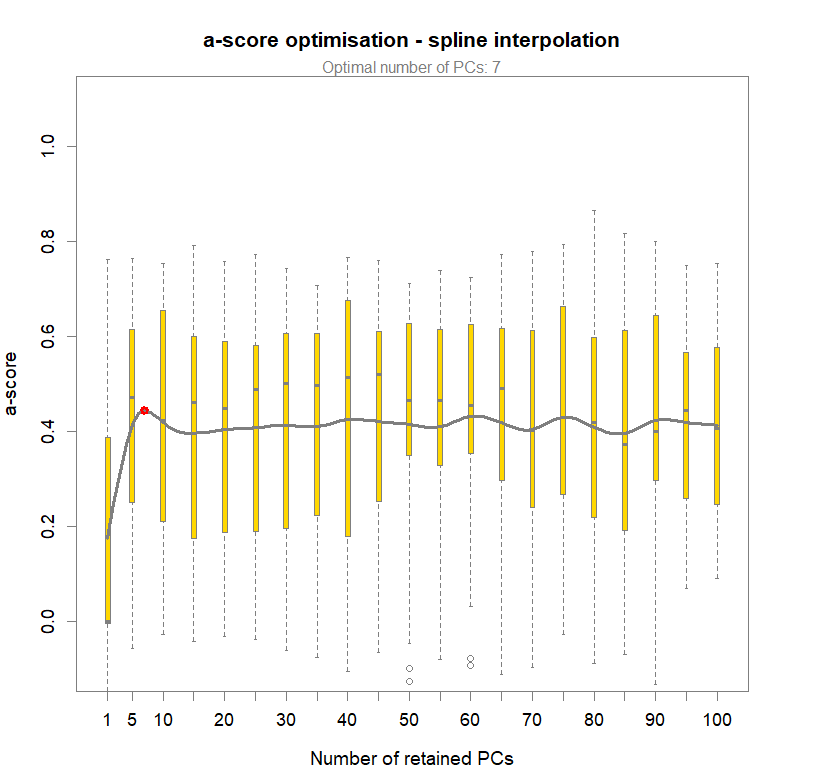 a-score optimisation - spline interpolation
Optimal number of PCs: 7
1.0
0.8
0.6
0.4
0.2
0.0
a-score
1 5 10 20 30 40 50 60 70 80 90 100
Number of retained PCs